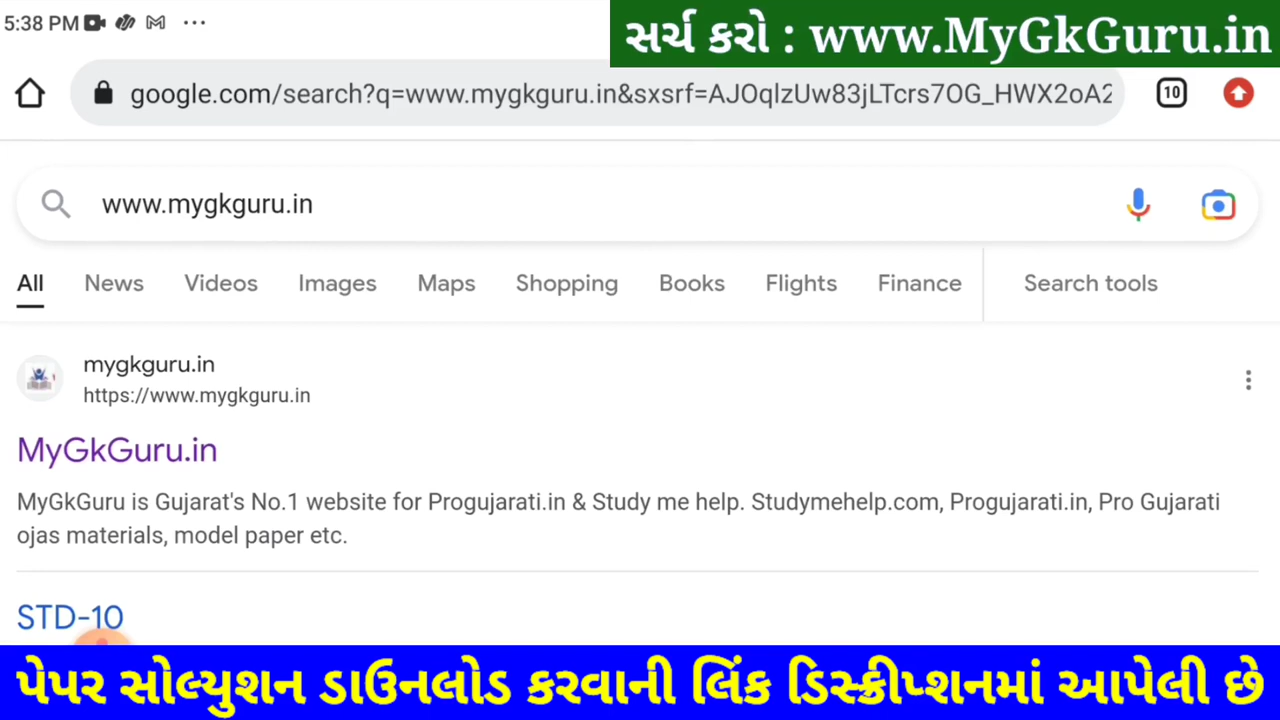 5:38 PM
સર્ચ કરો : www.MyGkGuru.in
google.com/search?q=www.mygkguru.in&sxsrf=AJOqlzUw83jLTcrs7OG_HWX2oA2
10
www.mygkguru.in
All News Videos Images Maps Shopping Books Flights Finance Search tools
mygkguru.in
https://www.mygkguru.in
MyGkGuru.in
MyGkGuru is Gujarat's No.1 website for Progujarati.in & Study me help. Studymehelp.com, Progujarati.in, Pro Gujarati
ojas materials, model paper etc.
STD-10
પેપર સોલ્યુશન ડાઉનલોડ કરવાની લિંક ડિસ્ક્રીપ્શનમાં આપેલી છે